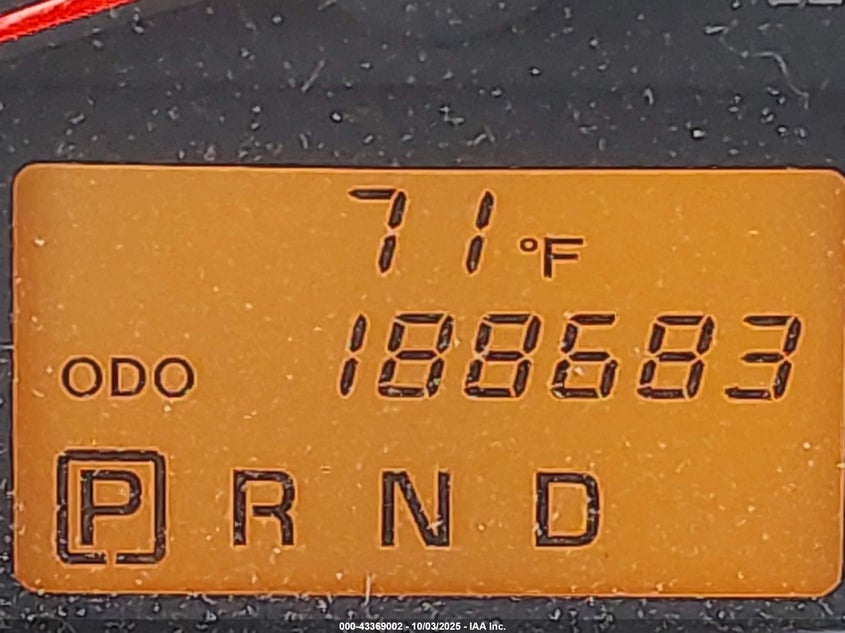 71 °F
ODO 188683
P R N D
000-43369002 - 10/03/2025 - IAA Inc.